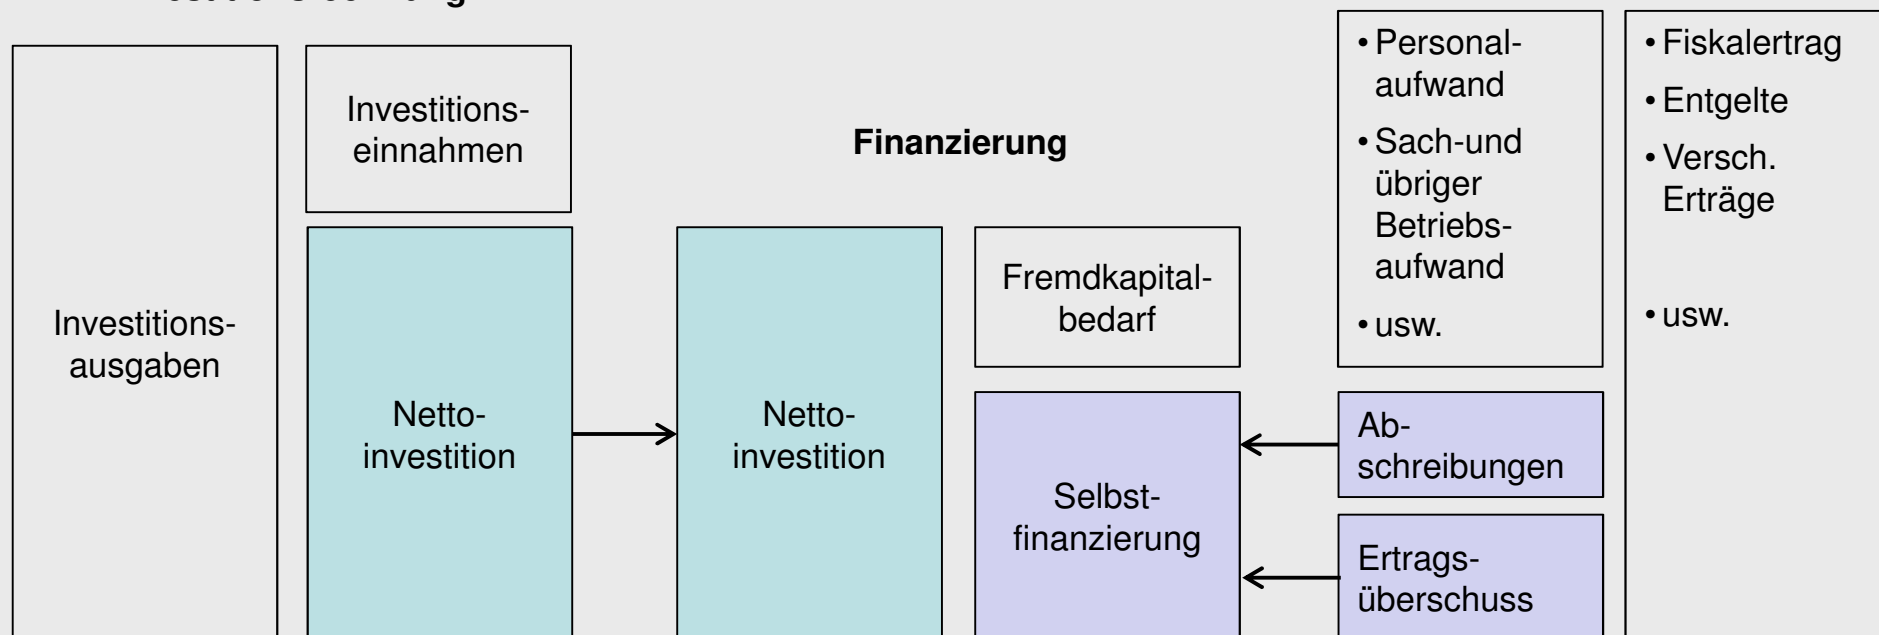 Investitions-
ausgaben
Investitions-
einnahmen
Netto-
investition
Finanzierung
Netto-
investition
Fremdkapital-
bedarf
Selbst-
finanzierung
• Personal-
aufwand
• Sach-und
übriger
Betriebs-
aufwand
• usw.
Ab-
schreibungen
Ertrags-
überschuss
• Fiskalertrag
• Entgelte
• Versch.
Erträge
• usw.